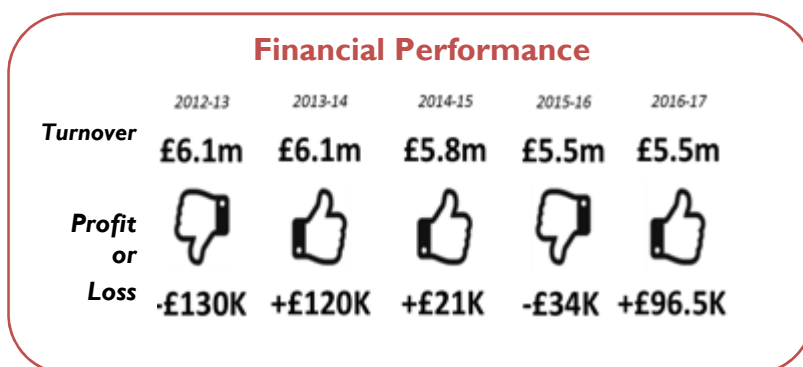 Financial Performance
2012-13 2013-14 2014-15 2015-16 2016-17
Turnover £6.1m £6.1m £5.8m £5.5m £5.5m
Profit
or
Loss -£130K +£120K +£21K -£34K +£96.5K